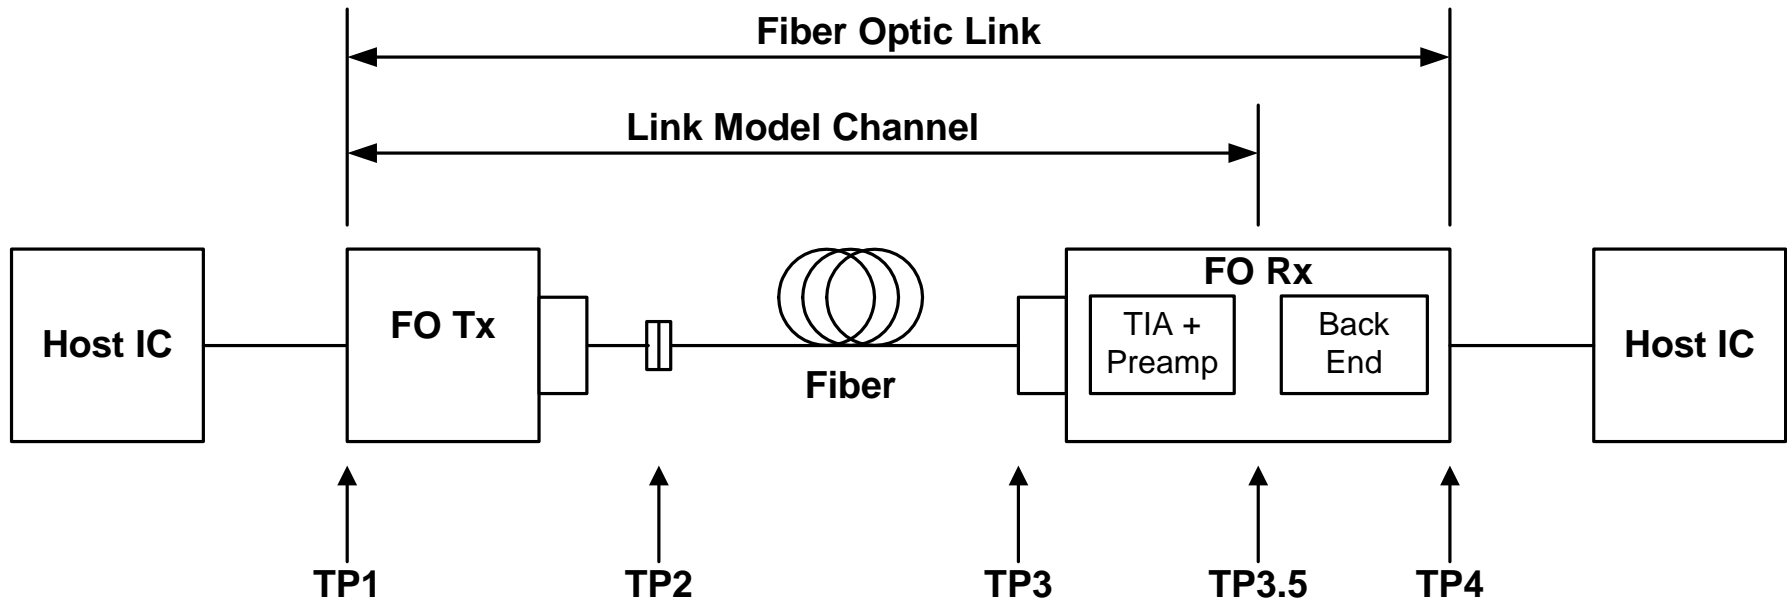 Fiber Optic Link
Link Model Channel
Host IC
FO Tx
Fiber
FO Rx
TIA +
Preamp
Back
End
Host IC
TP1
TP2
TP3
TP3.5
TP4